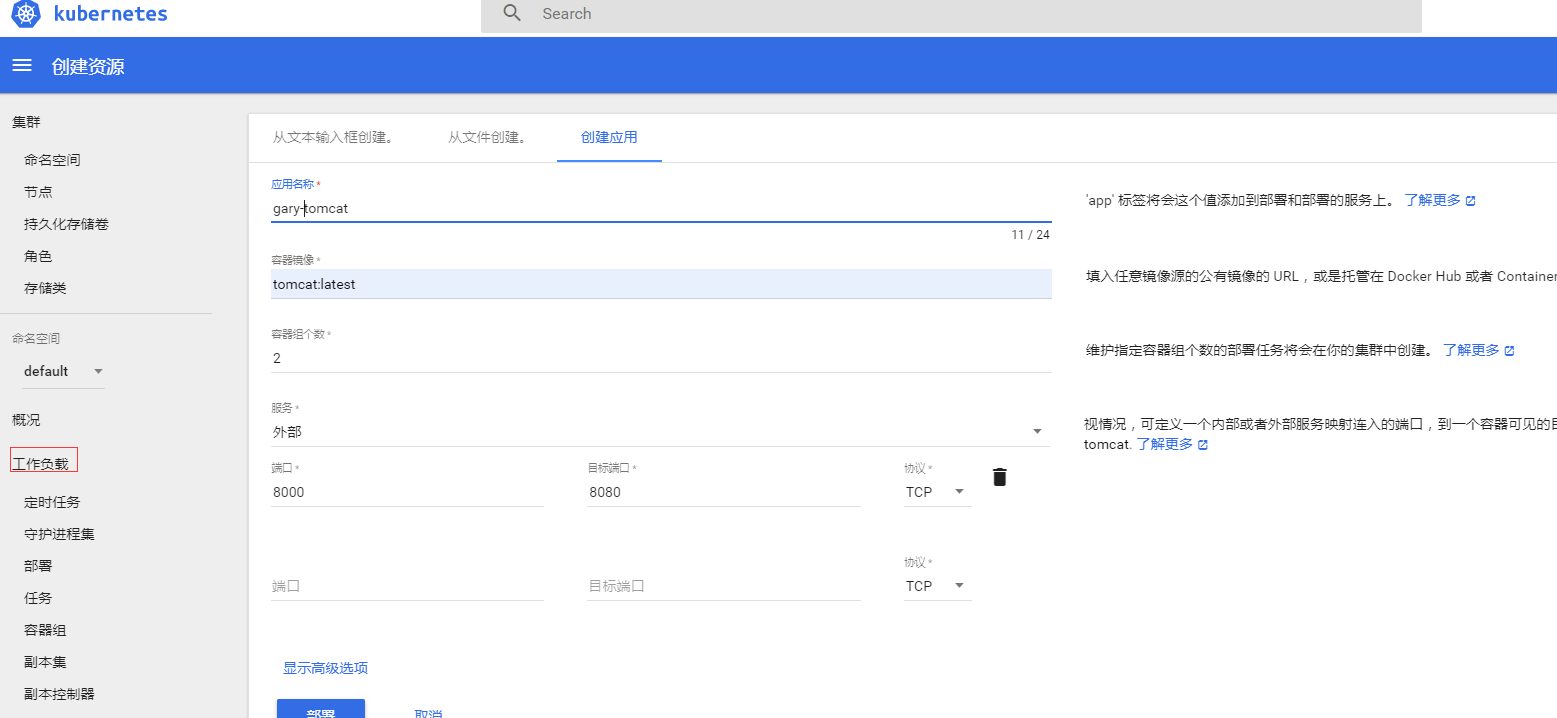 kubernetes
Search
创建资源
集群
命名空间
节点
持久化存储卷
角色
存储类
命名空间
default
概况
工作负载
定时任务
守护进程集
部署
任务
容器组
副本集
副本控制器
从文本输入框创建。
从文件创建。
创建应用
应用名称 *
gary-tomcat
11 / 24
'app' 标签将会这个值添加到部署和部署的服务上。 了解更多
容器镜像 *
tomcat:latest
填入任意镜像源的公有镜像的 URL，或是托管在 Docker Hub 或者 Container
容器组个数 *
2
维护指定容器组个数的部署任务将会在你的集群中创建。 了解更多
服务 *
外部
视情况，可定义一个内部或者外部服务映射连入的端口，到一个容器可见的目
tomcat. 了解更多
端口 *
8000
目标端口 *
8080
协议 *
TCP
端口
目标端口
协议 *
TCP
显示高级选项
部署
取消